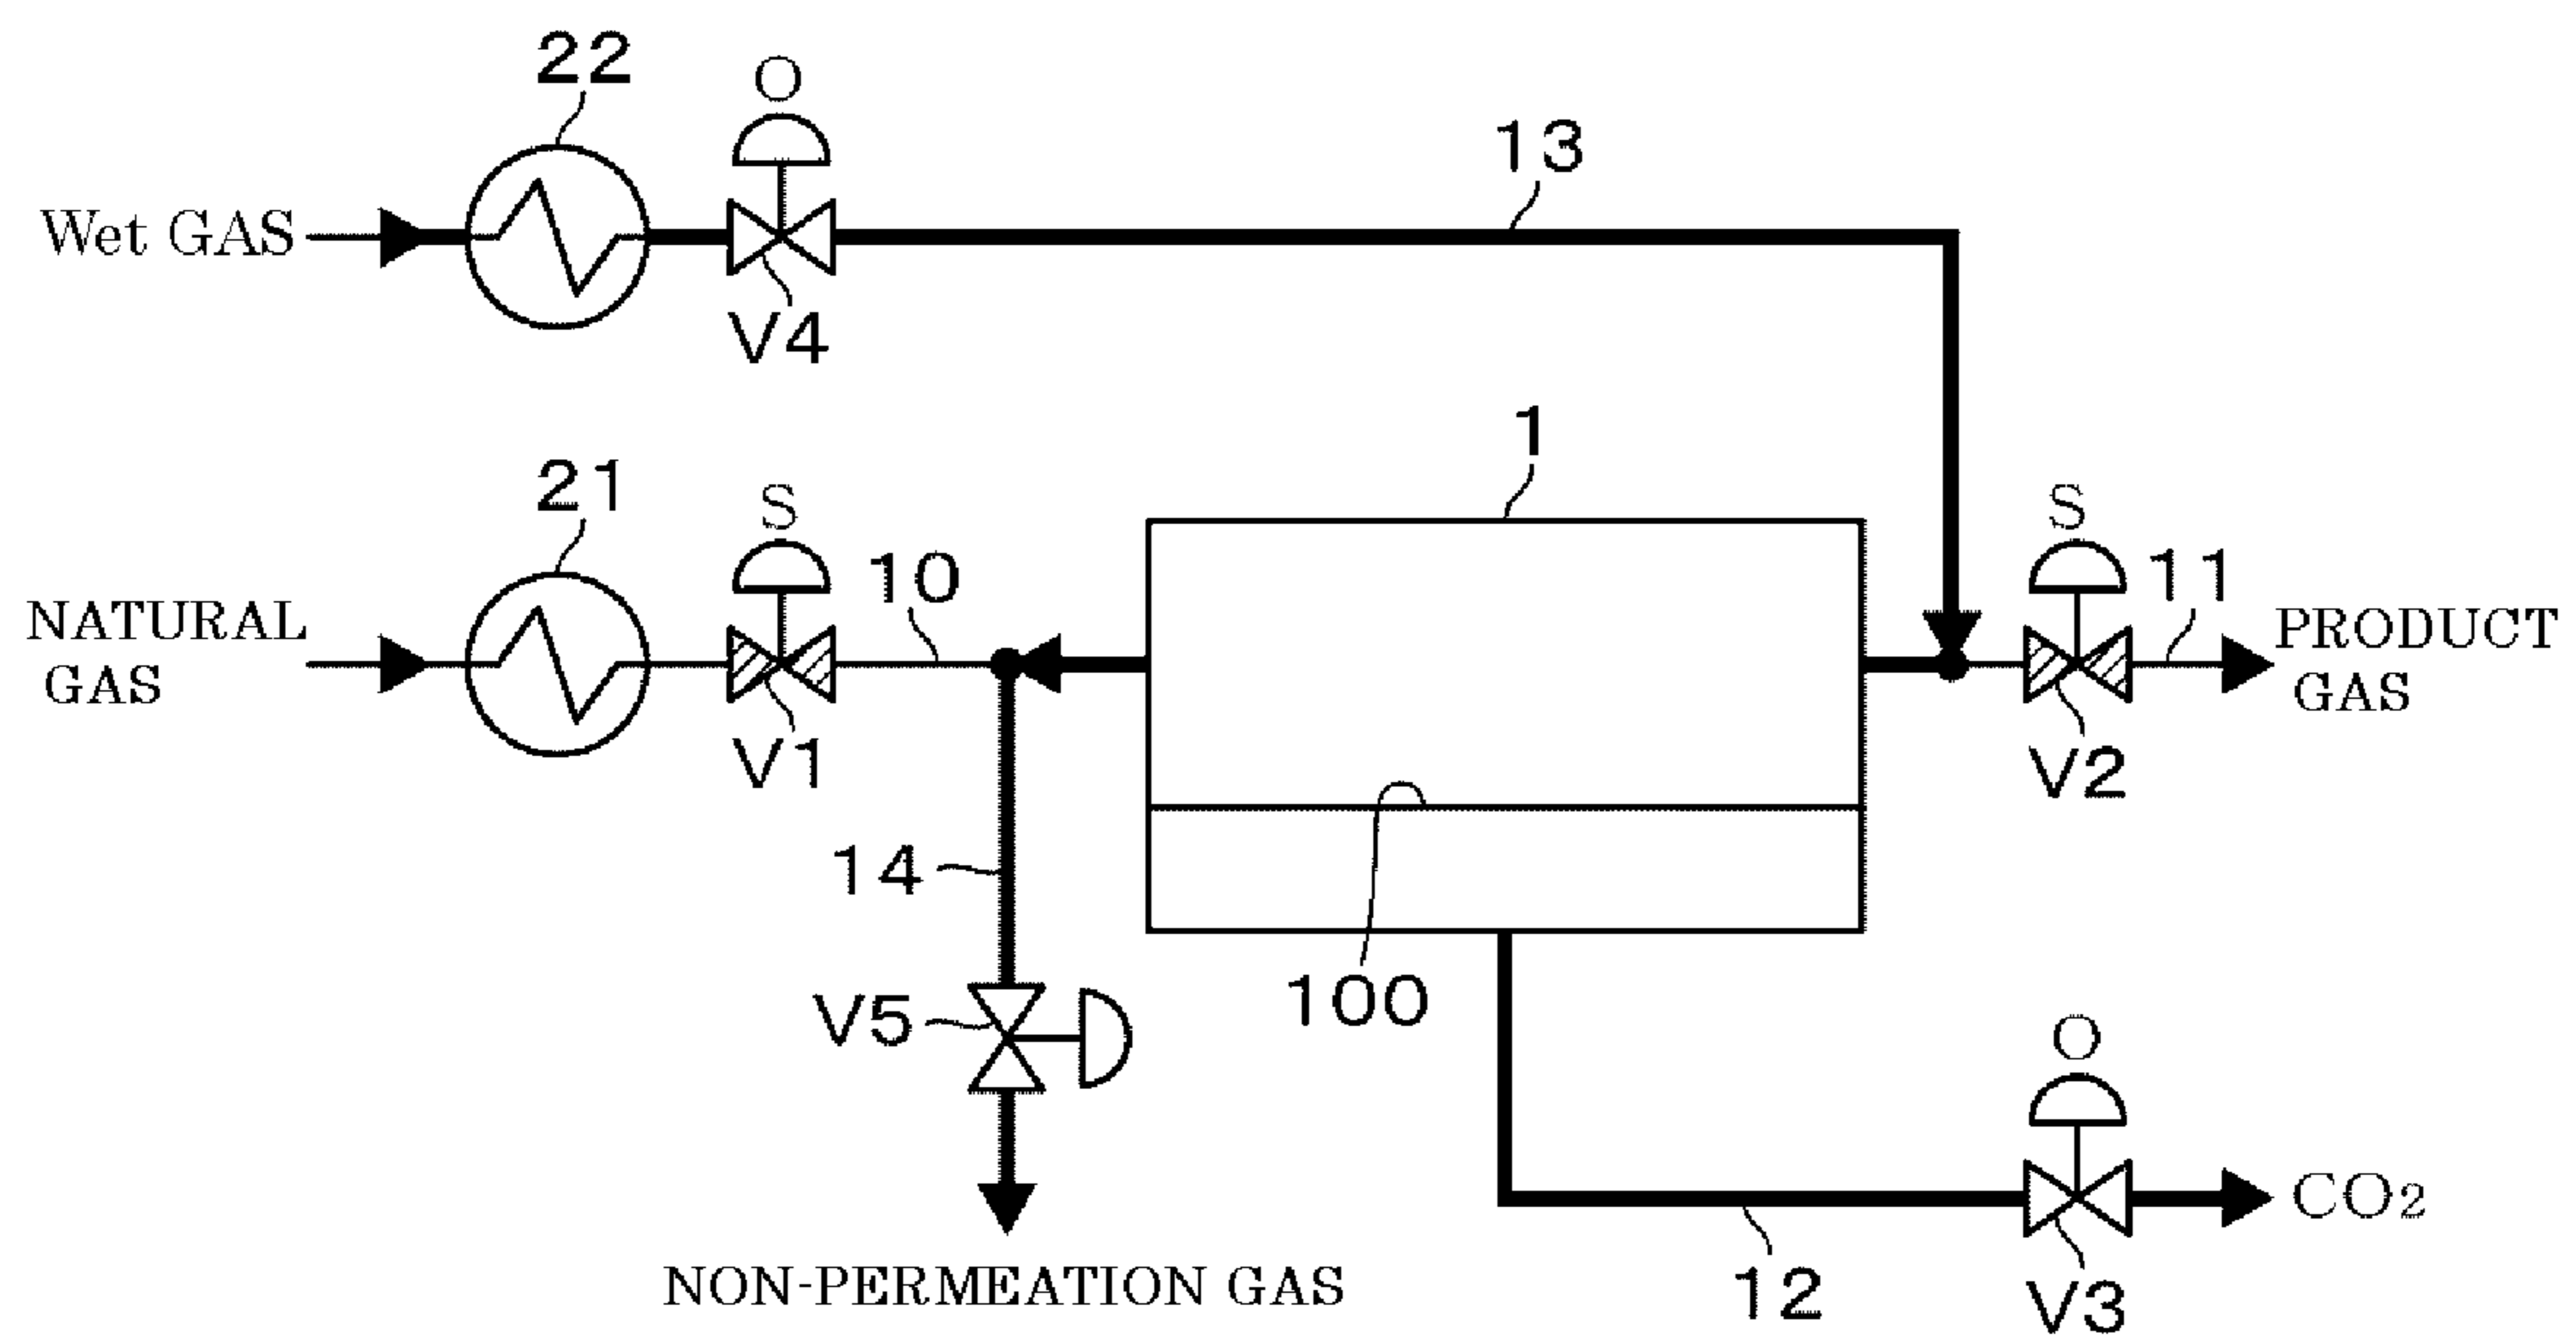 22
O
13
Wet GAS
V4
1
21
S
S
10
11
NATURAL
GAS
PRODUCT
GAS
V1
V2
14
100
V5
O
CO2
NON-PERMEATION GAS
12
V3